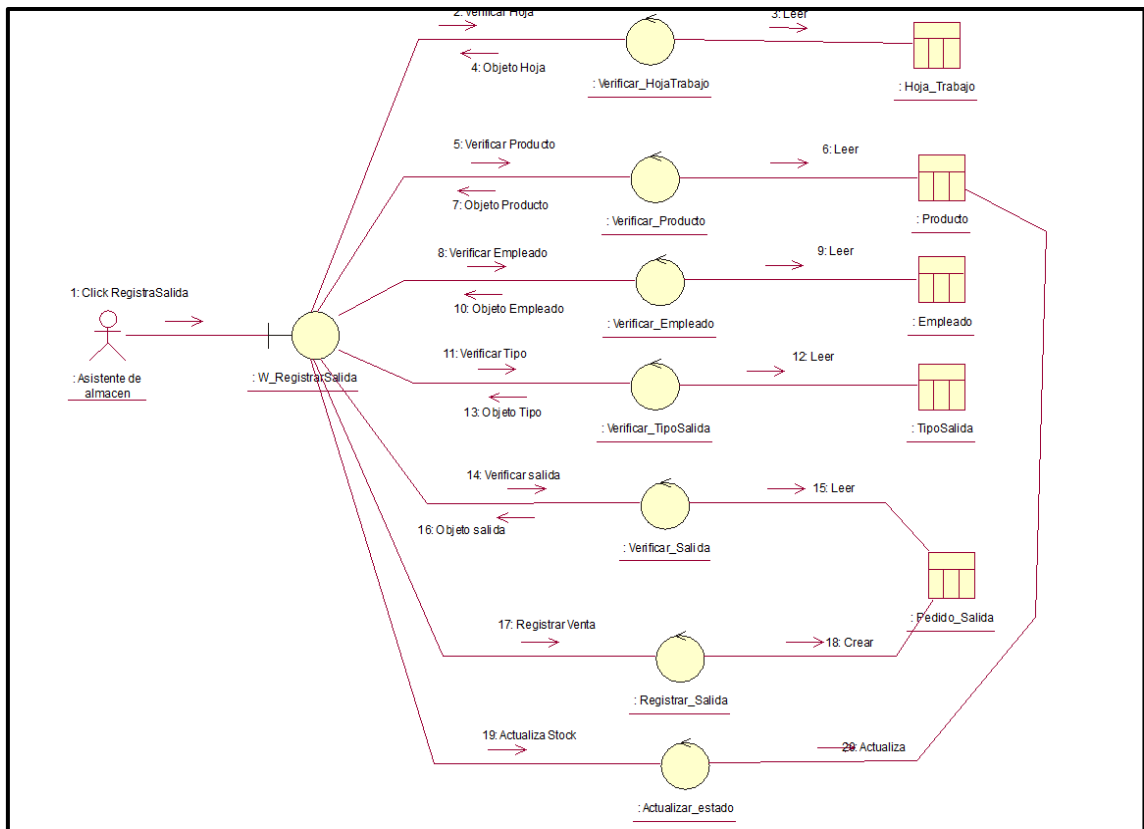 2: Verificar Hoja
3: Leer
4: Objeto Hoja
: Verificar_HojaTrabajo
: Hoja_Trabajo
5: Verificar Producto
6: Leer
7: Objeto Producto
: Verificar_Producto
: Producto
8: Verificar Empleado
9: Leer
10: Objeto Empleado
: Verificar_Empleado
: Empleado
1: Click RegistraSalida
: Asistente de
almacen
: W_RegistrarSalida
11: Verificar Tipo
12: Leer
13: Objeto Tipo
: Verificar_TipoSalida
: TipoSalida
14: Verificar salida
15: Leer
16: Objeto salida
: Verificar_Salida
: Pedido_Salida
17: Registrar Venta
18: Crear
: Registrar_Salida
19: Actualiza Stock
20: Actualiza
: Actualizar_estado